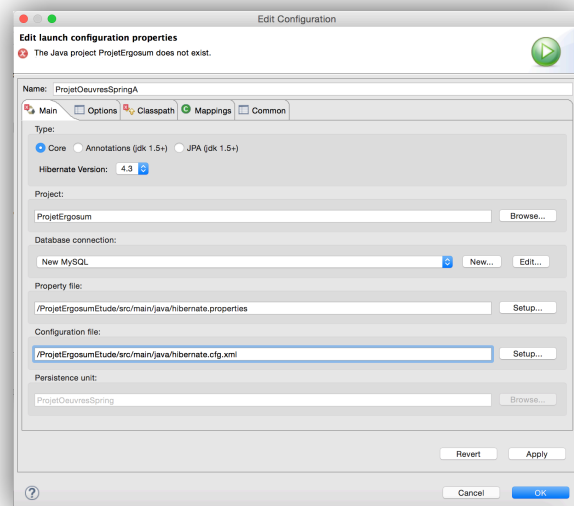 Edit Configuration
Edit launch configuration properties
The Java project ProjetErgosum does not exist.
Name: ProjetOeuvresSpringA
Main Options Classpath Mappings Common
Type:
Core Annotations (jdk 1.5+) JPA (jdk 1.5+)
Hibernate Version: 4.3
Project:
ProjetErgosum Browse...
Database connection:
New MySQL New... Edit...
Property file:
/ProjetErgosumEtude/src/main/java/hibernate.properties Setup...
Configuration file:
/ProjetErgosumEtude/src/main/java/hibernate.cfg.xml Setup...
Persistence unit:
ProjetOeuvresSpring Browse...
Revert Apply
? Cancel OK